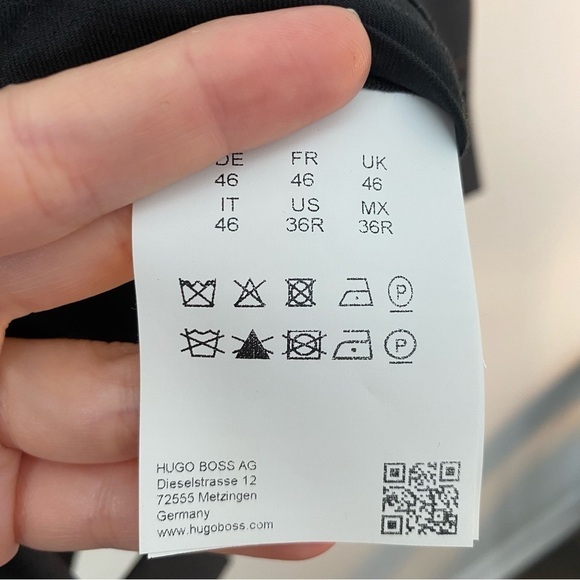 DE FR UK
46 46 46
IT US MX
46 36R 36R
P
P
HUGO BOSS AG
Dieselstrasse 12
72555 Metzingen
Germany
www.hugoboss.com